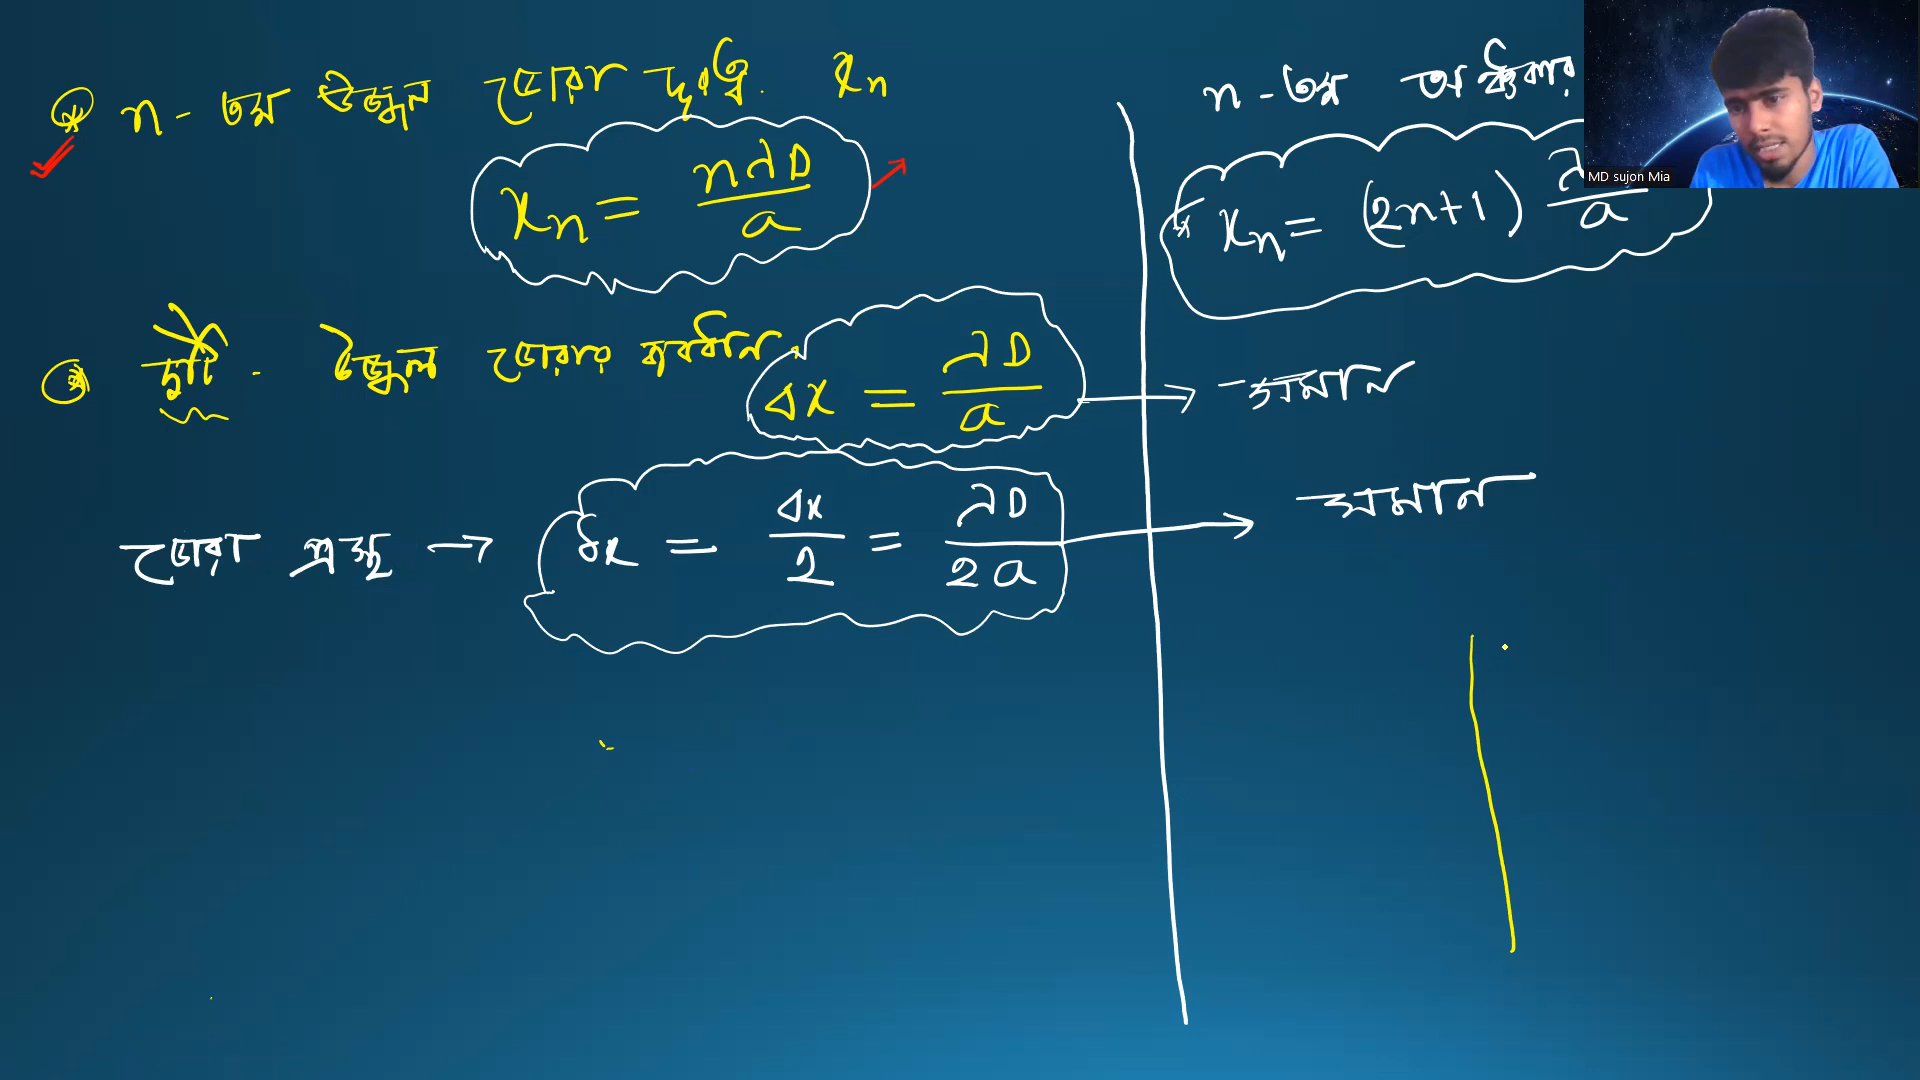 n - তম উজ্জ্বল ডোরার দূরত্ব. xₙ
xₙ = nλD/a
দুটি - উজ্জ্বল ডোরার ব্যবধান
Δx = λD/a
ডোরা প্রস্থ → δx = Δx/2 = λD/2a
n - তম অন্ধকার
xₙ = (2n+1) λ/a
→ সমান
→ সমান
MD sujon Mia